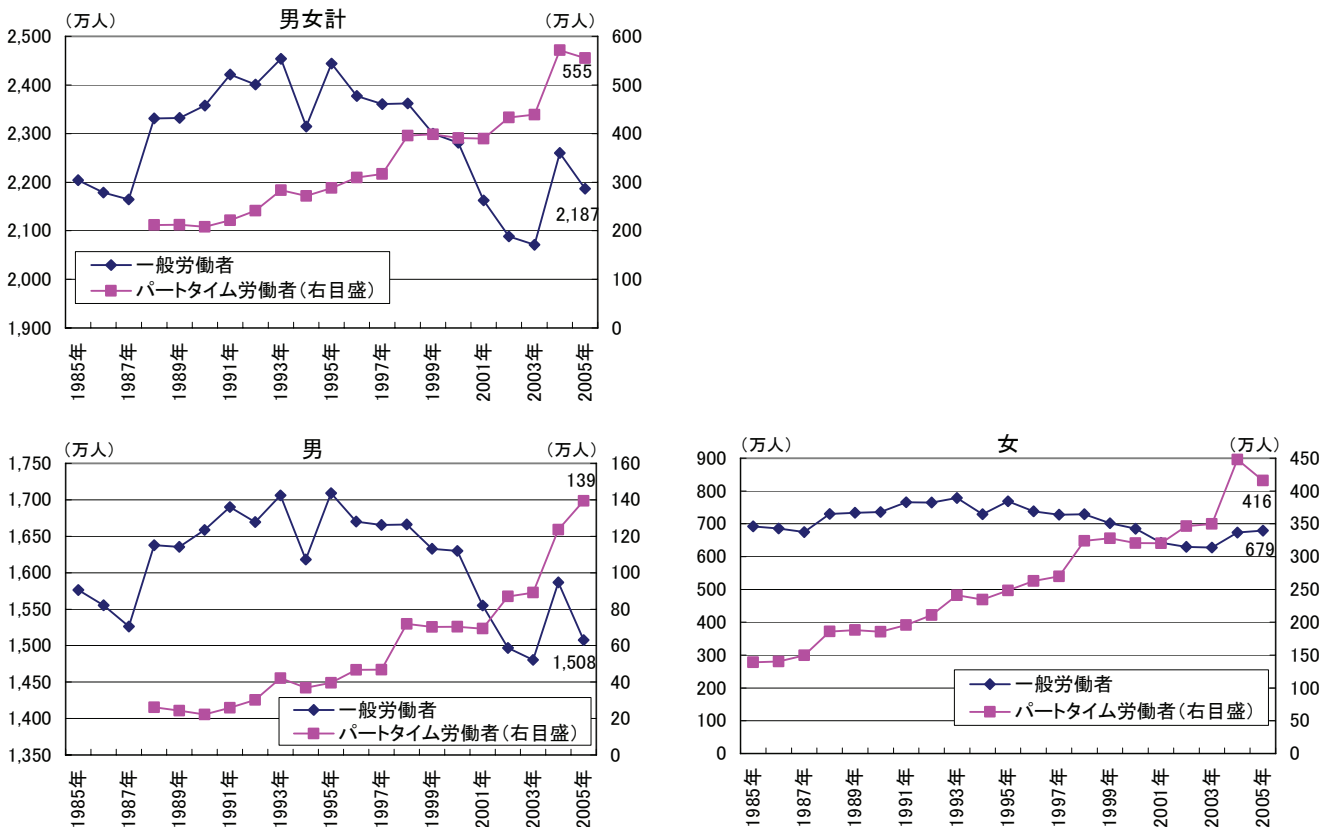 男女計
（万人）
（万人）
2,500
2,400
2,300
2,200
2,100
2,000
1,900
600
500
400
300
200
100
0
555
2,187
一般労働者
パートタイム労働者（右目盛）
1985年
1987年
1989年
1991年
1993年
1995年
1997年
1999年
2001年
2003年
2005年
男
（万人）
（万人）
1,750
1,700
1,650
1,600
1,550
1,500
1,450
1,400
1,350
160
140
120
100
80
60
40
20
0
139
1,508
一般労働者
パートタイム労働者（右目盛）
1985年
1987年
1989年
1991年
1993年
1995年
1997年
1999年
2001年
2003年
2005年
女
（万人）
（万人）
900
800
700
600
500
400
300
200
100
0
450
400
350
300
250
200
150
100
50
0
416
679
一般労働者
パートタイム労働者（右目盛）
1985年
1987年
1989年
1991年
1993年
1995年
1997年
1999年
2001年
2003年
2005年